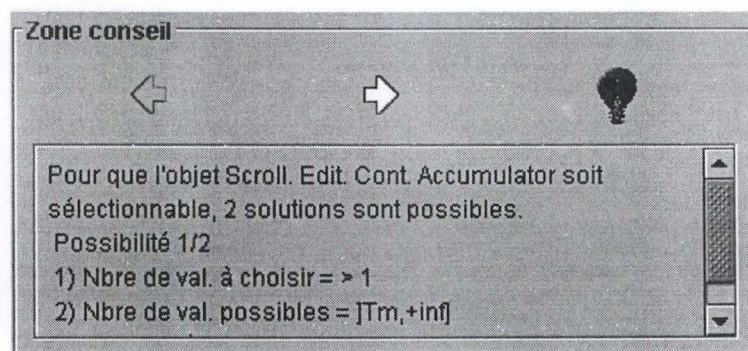 Zone conseil
Pour que l'objet Scroll. Edit. Cont. Accumulator soit
sélectionnable, 2 solutions sont possibles.
Possibilité 1/2
1) Nbre de val. à choisir = > 1
2) Nbre de val. possibles = ]Tm,+inf]